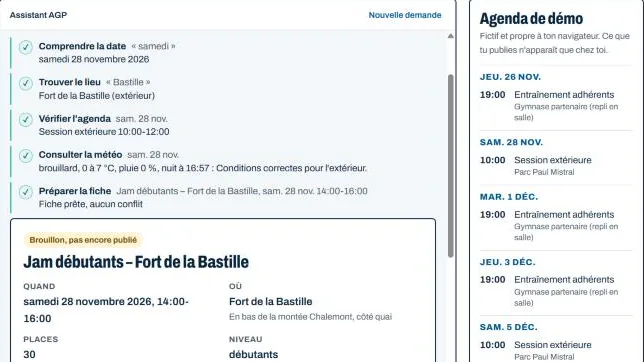 Assistant AGP
Nouvelle demande
Comprendre la date « samedi »
samedi 28 novembre 2026
Trouver le lieu « Bastille »
Fort de la Bastille (extérieur)
Vérifier l'agenda sam. 28 nov.
Session extérieure 10:00-12:00
Consulter la météo sam. 28 nov.
brouillard, 0 à 7 °C, pluie 0 %, nuit à 16:57 : Conditions correctes pour l'extérieur.
Préparer la fiche Jam débutants – Fort de la Bastille, sam. 28 nov. 14:00-16:00
Fiche prête, aucun conflit
Brouillon, pas encore publié
Jam débutants – Fort de la Bastille
QUAND
samedi 28 novembre 2026, 14:00-
16:00
OÙ
Fort de la Bastille
En bas de la montée Chalemont, côté quai
PLACES
30
NIVEAU
débutants
Agenda de démo
Fictif et propre à ton navigateur. Ce que
tu publies n'apparaît que chez toi.
JEU. 26 NOV.
19:00 Entraînement adhérents
Gymnase partenaire (repli en
salle)
SAM. 28 NOV.
10:00 Session extérieure
Parc Paul Mistral
MAR. 1 DÉC.
19:00 Entraînement adhérents
Gymnase partenaire (repli en
salle)
JEU. 3 DÉC.
19:00 Entraînement adhérents
Gymnase partenaire (repli en
salle)
SAM. 5 DÉC.
10:00 Session extérieure
Parc Paul Mistral